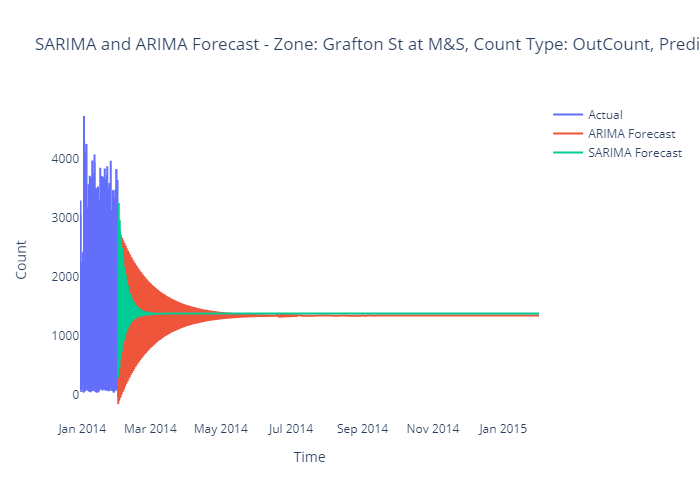 SARIMA and ARIMA Forecast - Zone: Grafton St at M&S, Count Type: OutCount, Predi
Actual
ARIMA Forecast
SARIMA Forecast
Count
4000
3000
2000
1000
0
Jan 2014
Mar 2014
May 2014
Jul 2014
Sep 2014
Nov 2014
Jan 2015
Time